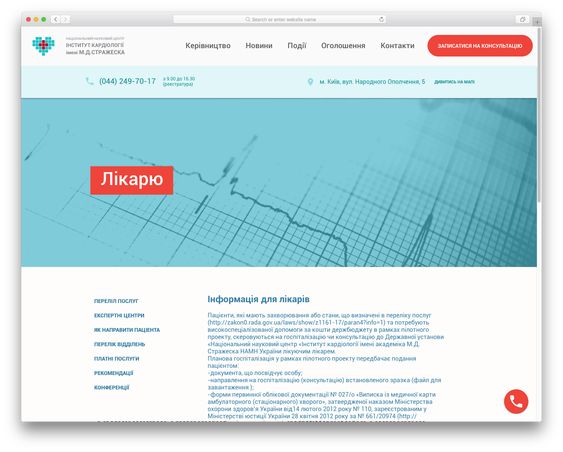 Search or enter website name
НАЦІОНАЛЬНИЙ НАУКОВИЙ ЦЕНТР
ІНСТИТУТ КАРДІОЛОГІЇ
імені М.Д.СТРАЖЕСКА
Керівництво Новини Події Оголошення Контакти
ЗАПИСАТИСЯ НА КОНСУЛЬТАЦІЮ
(044) 249-70-17
з 9.00 до 16.30
(реєстратура)
м. Київ, вул. Народного Ополчення, 5
ДИВИТИСЬ НА МАПІ
Лікарю
ПЕРЕЛІК ПОСЛУГ
ЕКСПЕРТНІ ЦЕНТРИ
ЯК НАПРАВИТИ ПАЦІЄНТА
ПЕРЕЛІК ВІДДІЛЕНЬ
ПЛАТНІ ПОСЛУГИ
РЕКОМЕНДАЦІЇ
КОНФЕРЕНЦІЇ
Інформація для лікарів
Пацієнти, які мають захворювання або стани, що визначені в переліку послуг
(http://zakon0.rada.gov.ua/laws/show/z1161-17/paran4?info=1) та потребують
високоспеціалізованої допомоги за кошти держбюджету в рамках пілотного
проекту, скеровуються на госпіталізацію чи консультацію до Державної установи
«Національний науковий центр «Інститут кардіології імені академика М.Д.
Стражеска НАМН України лікуючим лікарем.
Планова госпіталізація у рамках пілотного проекту передбачає подання
пацієнтом:
-документа, що посвідчує особу;
-направлення на госпіталізацію (консультацію) встановленого зразка (файл для
завантаження );
-форми первинної облікової документації № 027/о «Виписка із медичної карти
амбулаторного (стаціонарного) хворого», затвердженої наказом Міністерства
охорони здоров'я України від14 лютого 2012 року № 110, зареєстрованим у
Міністерстві юстиції України 28 квітня 2012 року за № 661/20974 (http://